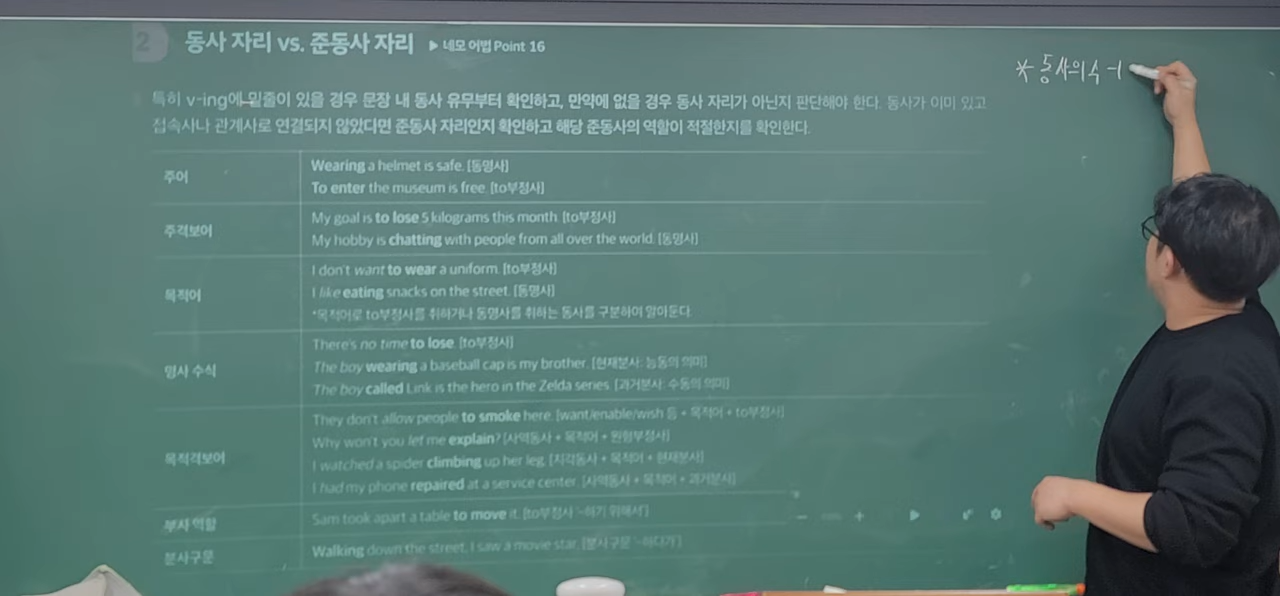 2 동사 자리 vs. 준동사 자리 ▶ 네모 어법 Point 16
* 동사의 수 -1
특히 v-ing에 밑줄이 있을 경우 문장 내 동사 유무부터 확인하고, 만약에 없을 경우 동사 자리가 아닌지 판단해야 한다. 동사가 이미 있고
접속사나 관계사로 연결되지 않았다면 준동사 자리인지 확인하고 해당 준동사의 역할이 적절한지를 확인한다.
주어
Wearing a helmet is safe. [동명사]
To enter the museum is free. [to부정사]
주격보어
My goal is to lose 5 kilograms this month. [to부정사]
My hobby is chatting with people from all over the world. [동명사]
목적어
I don't want to wear a uniform. [to부정사]
I like eating snacks on the street. [동명사]
*목적어로 to부정사를 취하거나 동명사를 취하는 동사를 구분하여 알아둔다.
명사 수식
There's no time to lose. [to부정사]
The boy wearing a baseball cap is my brother. [현재분사: 능동의 의미]
The boy called Link is the hero in the Zelda series. [과거분사: 수동의 의미]
목적격보어
They don't allow people to smoke here. [want/enable/wish 등 + 목적어 + to부정사]
Why won't you let me explain? [사역동사 + 목적어 + 원형부정사]
I watched a spider climbing up her leg. [지각동사 + 목적어 + 현재분사]
I had my phone repaired at a service center. [사역동사 + 목적어 + 과거분사]
부사 역할
Sam took apart a table to move it. [to부정사 '~하기 위해서']
분사구문
Walking down the street, I saw a movie star. [분사구문 '~하다가']